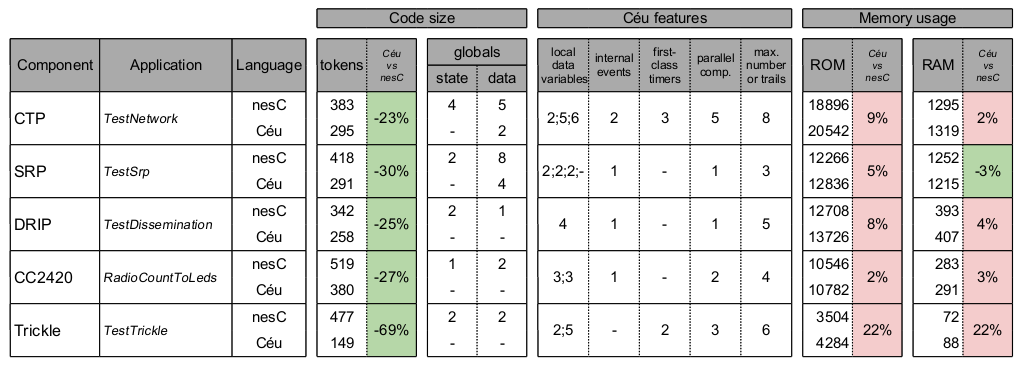 Code size Céu features Memory usage
Component Application Language tokens Céu vs nesC globals state data local data variables internal events first-class timers parallel comp. max. number or trails ROM Céu vs nesC RAM Céu vs nesC
CTP TestNetwork nesC 383 -23% 4 5 2;5;6 2 3 5 8 18896 9% 1295 2%
Céu 295 - 2 20542 1319
SRP TestSrp nesC 418 -30% 2 8 2;2;2;- 1 - 1 3 12266 5% 1252 -3%
Céu 291 - 4 12836 1215
DRIP TestDissemination nesC 342 -25% 2 1 4 1 - 1 5 12708 8% 393 4%
Céu 258 - - 13726 407
CC2420 RadioCountToLeds nesC 519 -27% 1 2 3;3 1 - 2 4 10546 2% 283 3%
Céu 380 - - 10782 291
Trickle TestTrickle nesC 477 -69% 2 2 2;5 - 2 3 6 3504 22% 72 22%
Céu 149 - - 4284 88